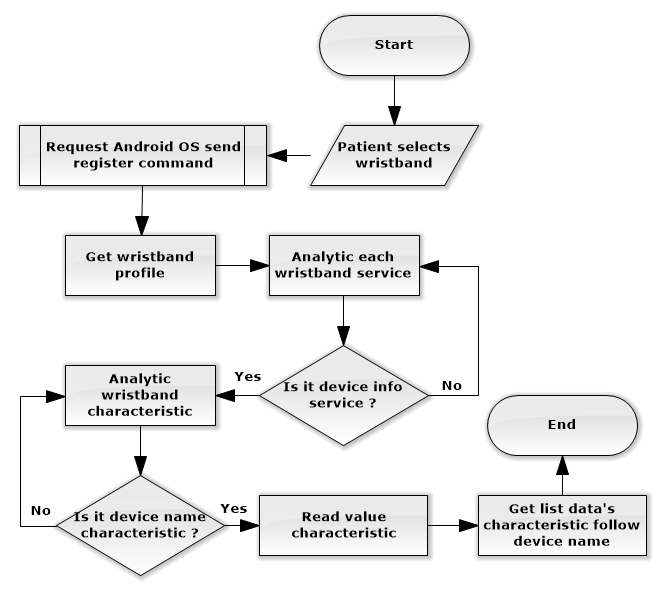 Start
Patient selects
wristband
Request Android OS send
register command
Get wristband
profile
Analytic each
wristband service
Is it device info
service ?
Yes
No
Analytic
wristband
characteristic
Is it device name
characteristic ?
No
Yes
Read value
characteristic
Get list data's
characteristic follow
device name
End